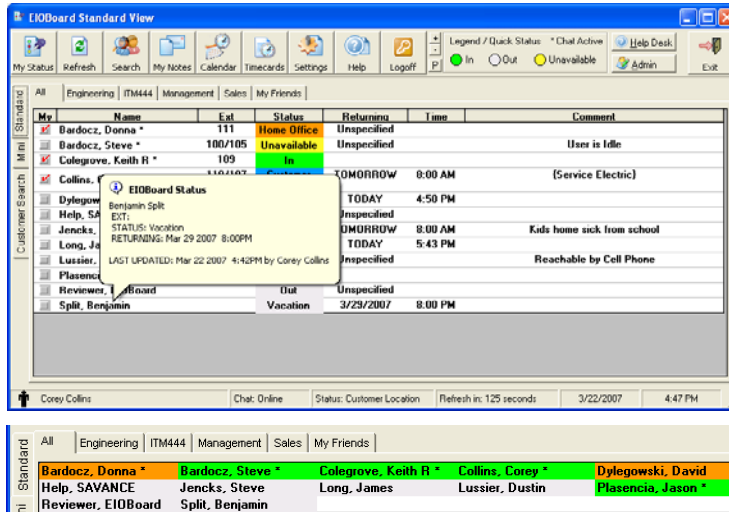 EIOBoard Standard View
My Status Refresh Search My Notes Calendar Timecards Settings Help Logoff + - P Legend / Quick Status * Chat Active In Out Unavailable Help Desk Admin Exit
All Engineering ITM444 Management Sales My Friends
Standard
Mini
Customer Search
My Name Ext Status Returning Time Comment
Bardocz, Donna * 111 Home Office Unspecified
Bardocz, Steve * 100/105 Unavailable Unspecified User is Idle
Colegrove, Keith R * 109 In
Collins, TOMORROW 8:00 AM (Service Electric)
Dylegow TODAY 4:50 PM
Help, SA Unspecified
Jencks, TOMORROW 8:00 AM Kids home sick from school
Long, Ja TODAY 5:43 PM
Lussier, Unspecified Reachable by Cell Phone
Plasenc
Reviewer, EIOBoard Out Unspecified
Split, Benjamin Vacation 3/29/2007 8:00 PM
EIOBoard Status
Benjamin Split
EXT:
STATUS: Vacation
RETURNING: Mar 29 2007 8:00PM
LAST UPDATED: Mar 22 2007 4:42PM by Corey Collins
Corey Collins Chat: Online Status: Customer Location Refresh in: 125 seconds 3/22/2007 4:47 PM
All Engineering ITM444 Management Sales My Friends
Standard
Bardocz, Donna * Bardocz, Steve * Colegrove, Keith R * Collins, Corey * Dylegowski, David
Help, SAVANCE Jencks, Steve Long, James Lussier, Dustin Plasencia, Jason *
Reviewer, EIOBoard Split, Benjamin